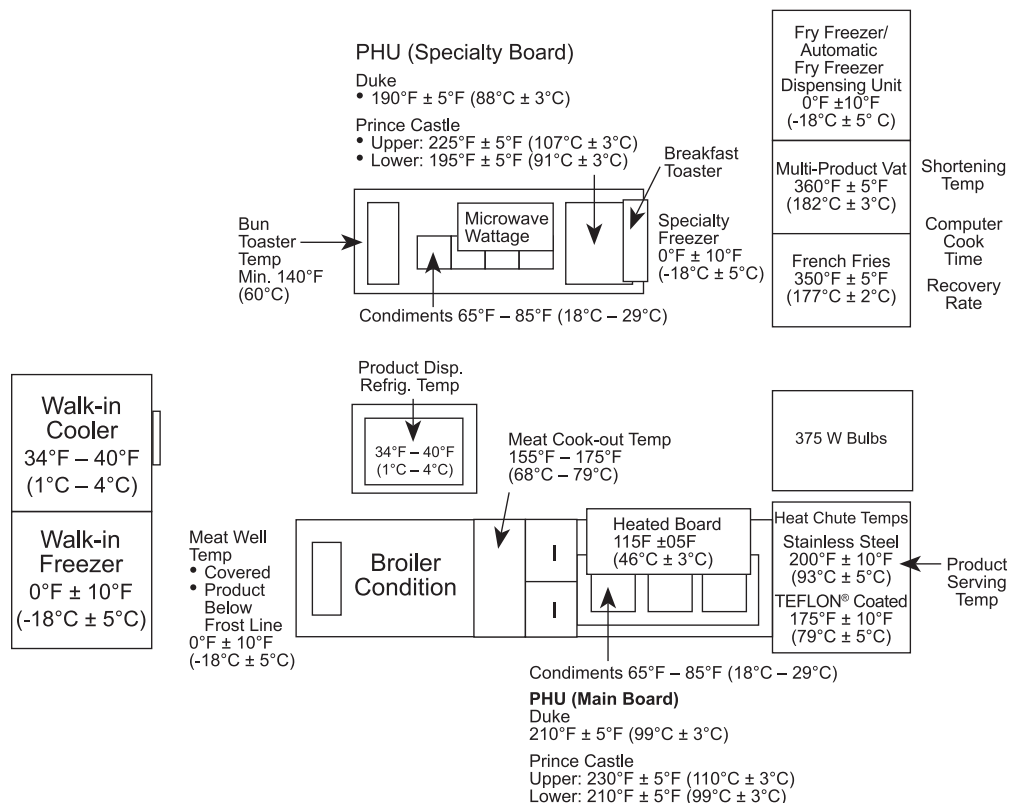 PHU (Specialty Board)
Duke
• 190°F ± 5°F (88°C ± 3°C)
Prince Castle
• Upper: 225°F ± 5°F (107°C ± 3°C)
• Lower: 195°F ± 5°F (91°C ± 3°C)
Breakfast
Toaster
Bun
Toaster
Temp
Min. 140°F
(60°C)
Microwave
Wattage
Specialty
Freezer
0°F ± 10°F
(-18°C ± 5°C)
Condiments 65°F – 85°F (18°C – 29°C)
Fry Freezer/
Automatic
Fry Freezer
Dispensing Unit
0°F ±10°F
(-18°C ± 5° C)
Multi-Product Vat
360°F ± 5°F
(182°C ± 3°C)
French Fries
350°F ± 5°F
(177°C ± 2°C)
Shortening
Temp
Computer
Cook
Time
Recovery
Rate
Walk-in
Cooler
34°F – 40°F
(1°C – 4°C)
Walk-in
Freezer
0°F ± 10°F
(-18°C ± 5°C)
Product Disp.
Refrig. Temp
34°F – 40°F
(1°C – 4°C)
Meat Cook-out Temp
155°F – 175°F
(68°C – 79°C)
375 W Bulbs
Meat Well
Temp
• Covered
• Product
Below
Frost Line
0°F ± 10°F
(-18°C ± 5°C)
Broiler
Condition
Heated Board
115F ±05F
(46°C ± 3°C)
Heat Chute Temps
Stainless Steel
200°F ± 10°F
(93°C ± 5°C)
TEFLON® Coated
175°F ± 10°F
(79°C ± 5°C)
Product
Serving
Temp
Condiments 65°F – 85°F (18°C – 29°C)
PHU (Main Board)
Duke
210°F ± 5°F (99°C ± 3°C)
Prince Castle
Upper: 230°F ± 5°F (110°C ± 3°C)
Lower: 210°F ± 5°F (99°C ± 3°C)